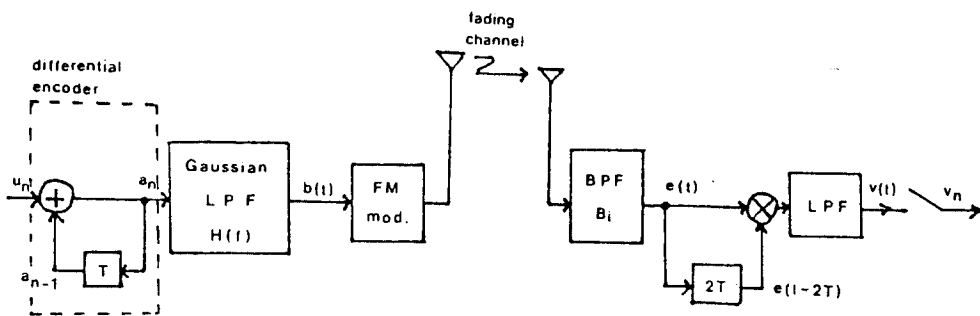 fading
channel
differential
encoder
u_n
a_n
a_{n-1}
T
Gaussian
L P F
H(f)
b(t)
FM
mod.
BPF
B_i
e(t)
2T
e(t-2T)
LPF
v(t)
v_n